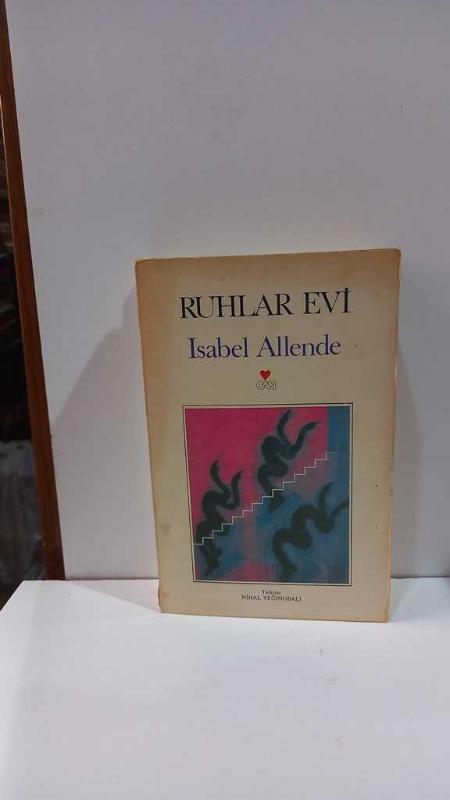 RUHLAR EVİ
Isabel Allende
CAN
Türkçesi
NİHAL YEĞİNOBALI